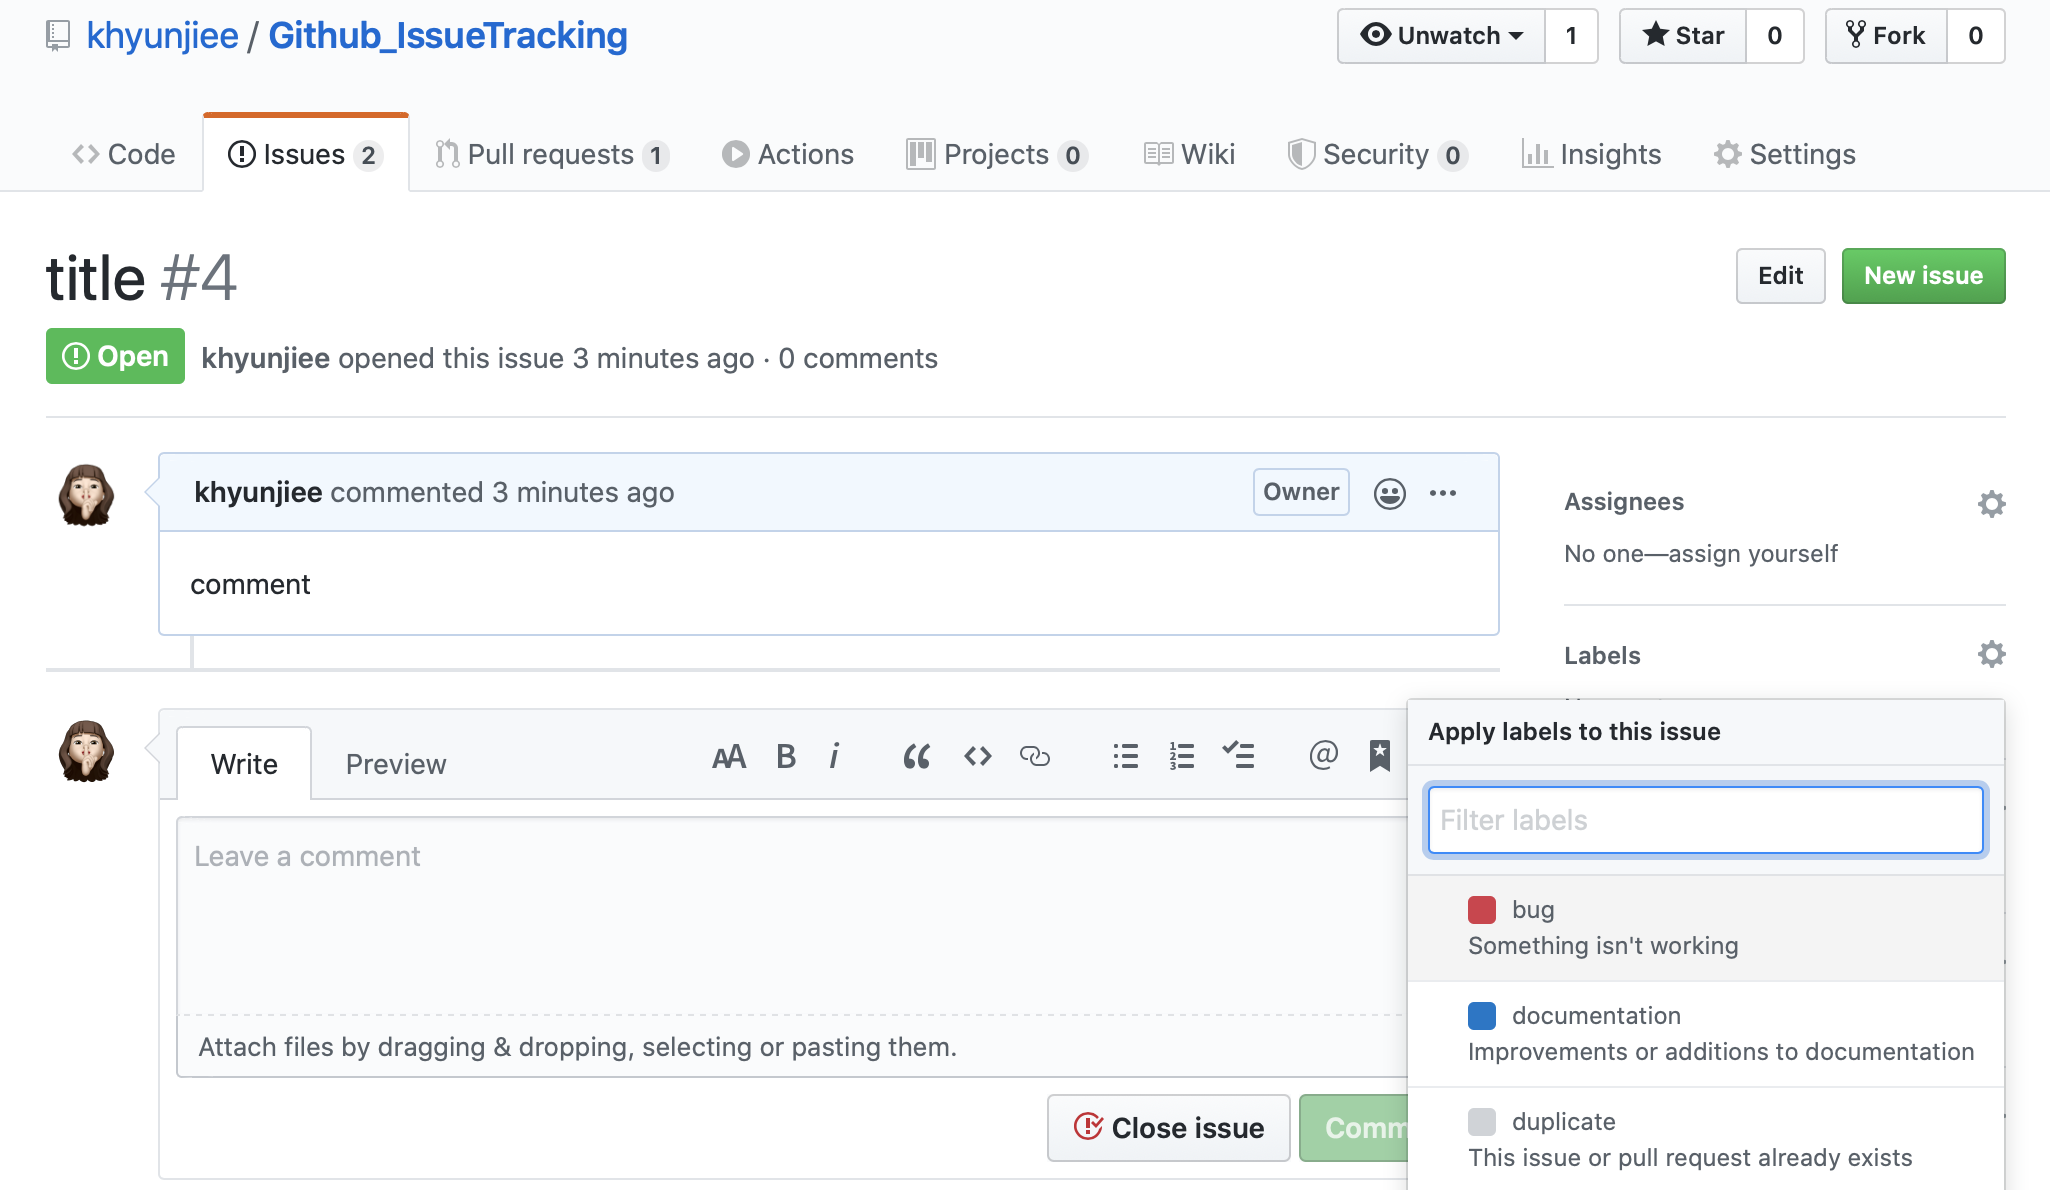 khyunjiee / Github_IssueTracking
Unwatch 1
Star 0
Fork 0
Code
Issues 2
Pull requests 1
Actions
Projects 0
Wiki
Security 0
Insights
Settings
title #4
Edit
New issue
Open
khyunjiee opened this issue 3 minutes ago · 0 comments
khyunjiee commented 3 minutes ago
Owner
comment
Assignees
No one—assign yourself
Labels
Write
Preview
AA B i
@
Leave a comment
Attach files by dragging & dropping, selecting or pasting them.
Close issue
Comm
Apply labels to this issue
Filter labels
bug
Something isn't working
documentation
Improvements or additions to documentation
duplicate
This issue or pull request already exists